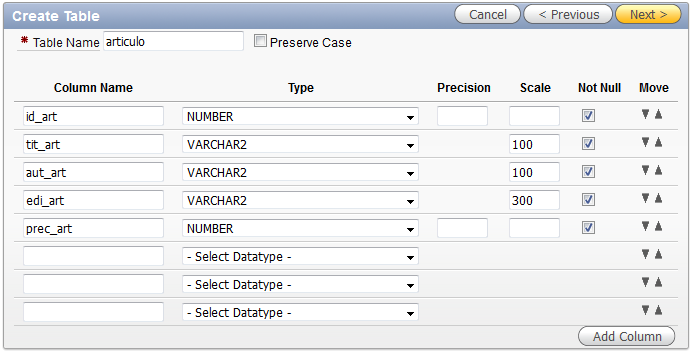 Create Table
Cancel
< Previous
Next >
* Table Name articulo Preserve Case
Column Name Type Precision Scale Not Null Move
id_art NUMBER
tit_art VARCHAR2 100
aut_art VARCHAR2 100
edi_art VARCHAR2 300
prec_art NUMBER
- Select Datatype -
- Select Datatype -
- Select Datatype -
Add Column